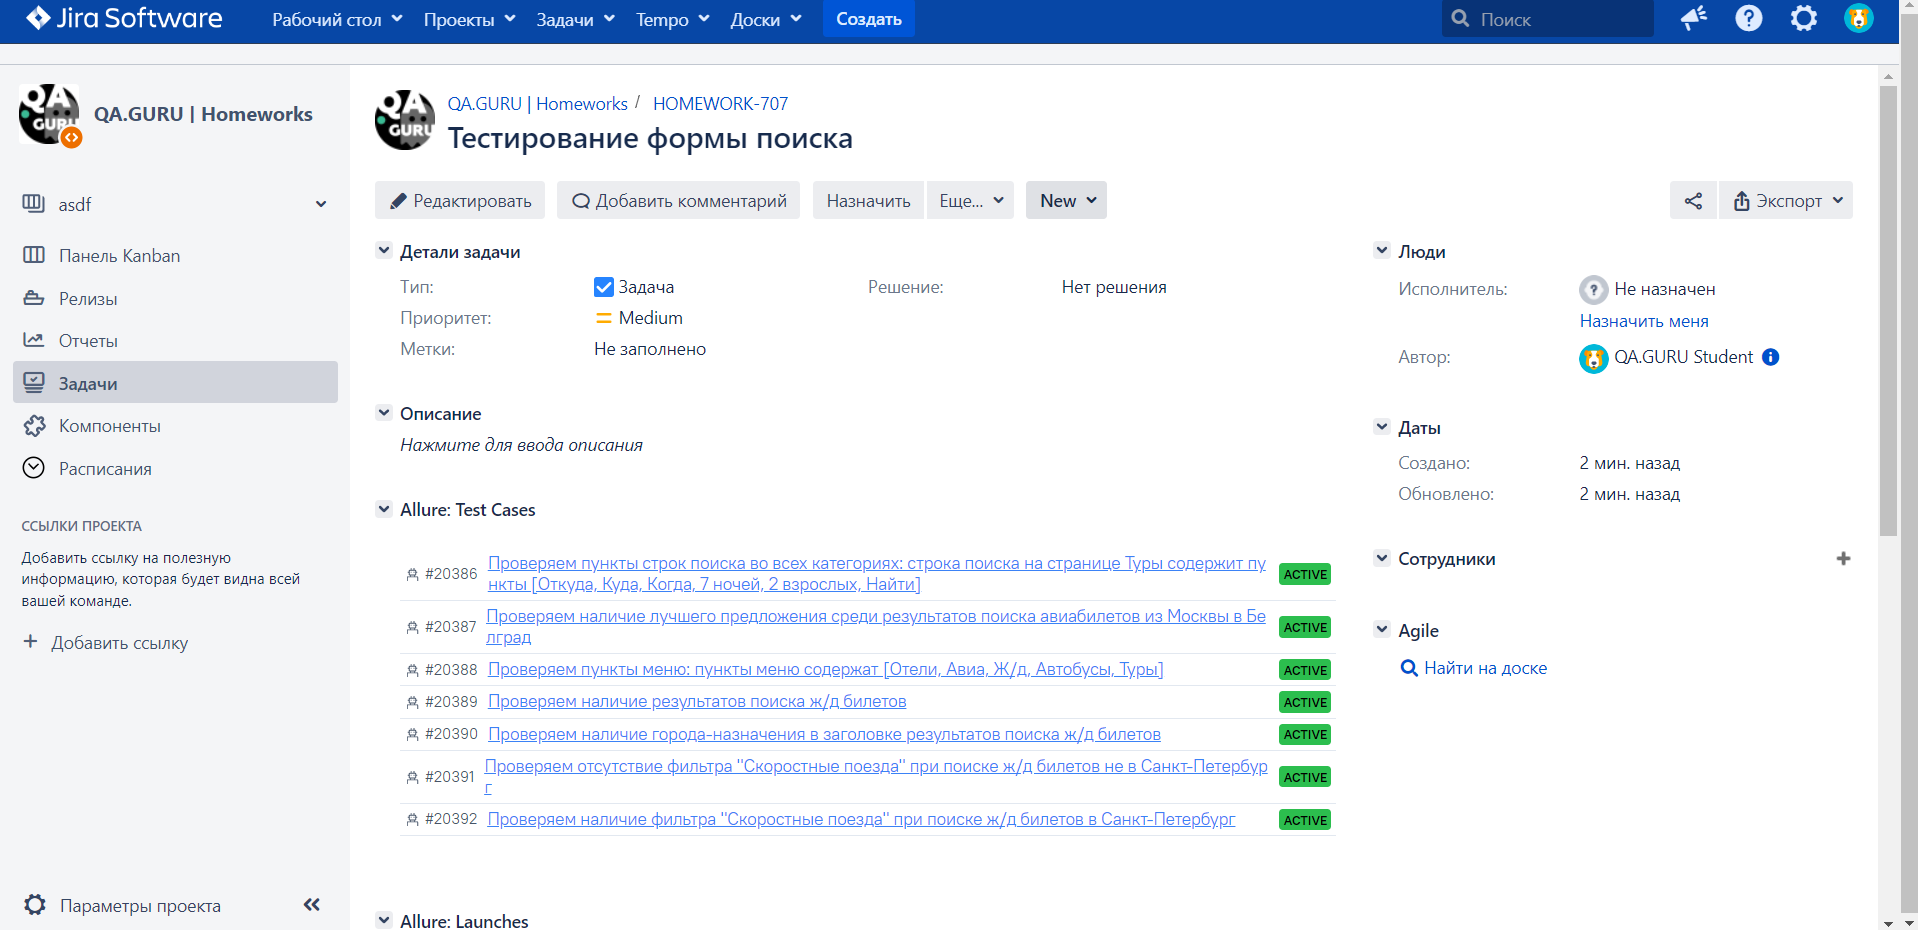 Jira Software
Рабочий стол
Проекты
Задачи
Tempo
Доски
Создать
Поиск
QA.GURU | Homeworks
asdf
Панель Kanban
Релизы
Отчеты
Задачи
Компоненты
Расписания
ССЫЛКИ ПРОЕКТА
Добавить ссылку на полезную
информацию, которая будет видна всей
вашей команде.
Добавить ссылку
Параметры проекта
QA GURU
QA.GURU | Homeworks / HOMEWORK-707
Тестирование формы поиска
Редактировать
Добавить комментарий
Назначить
Еще...
New
Экспорт
Детали задачи
Тип: Задача
Решение: Нет решения
Приоритет: Medium
Метки: Не заполнено
Описание
Нажмите для ввода описания
Allure: Test Cases
#20386 Проверяем пункты строк поиска во всех категориях: строка поиска на странице Туры содержит пу
нкты [Откуда, Куда, Когда, 7 ночей, 2 взрослых, Найти] ACTIVE
#20387 Проверяем наличие лучшего предложения среди результатов поиска авиабилетов из Москвы в Бе
лград ACTIVE
#20388 Проверяем пункты меню: пункты меню содержат [Отели, Авиа, Ж/д, Автобусы, Туры] ACTIVE
#20389 Проверяем наличие результатов поиска ж/д билетов ACTIVE
#20390 Проверяем наличие города-назначения в заголовке результатов поиска ж/д билетов ACTIVE
#20391 Проверяем отсутствие фильтра "Скоростные поезда" при поиске ж/д билетов не в Санкт-Петербур
г ACTIVE
#20392 Проверяем наличие фильтра "Скоростные поезда" при поиске ж/д билетов в Санкт-Петербург ACTIVE
Allure: Launches
Люди
Исполнитель: Не назначен
Назначить меня
Автор: QA.GURU Student
Даты
Создано: 2 мин. назад
Обновлено: 2 мин. назад
Сотрудники
Agile
Найти на доске